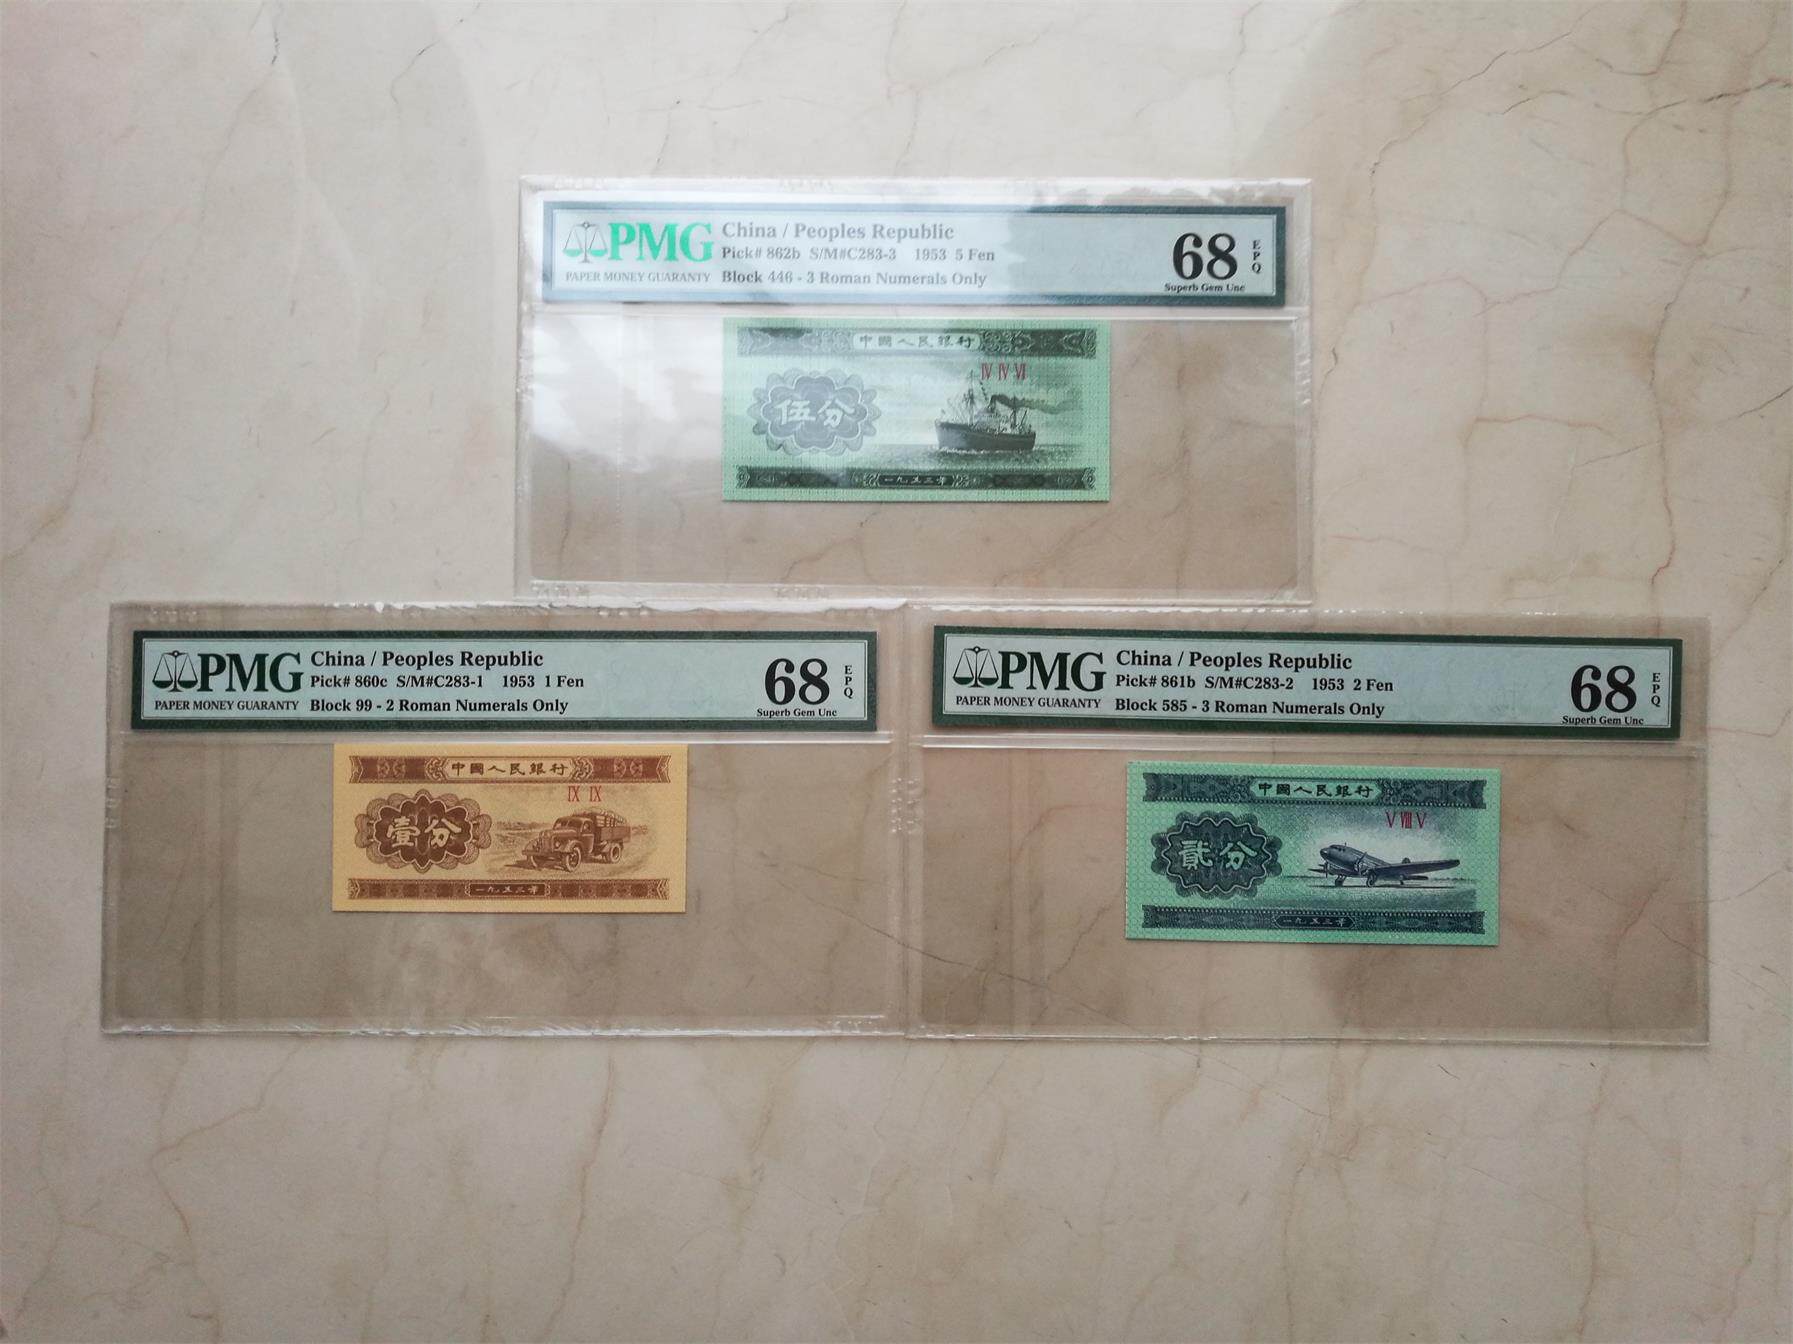 PMG
PAPER MONEY GUARANTY
China / Peoples Republic
Pick# 862b S/M#C283-3 1953 5 Fen
Block 446 - 3 Roman Numerals Only
68
EPQ
Superb Gem Unc
中國人民銀行
Ⅳ Ⅳ Ⅵ
伍分
一九五三年
PMG
PAPER MONEY GUARANTY
China / Peoples Republic
Pick# 860c S/M#C283-1 1953 1 Fen
Block 99 - 2 Roman Numerals Only
68
EPQ
Superb Gem Unc
中國人民銀行
Ⅸ Ⅸ
壹分
一九五三年
PMG
PAPER MONEY GUARANTY
China / Peoples Republic
Pick# 861b S/M#C283-2 1953 2 Fen
Block 585 - 3 Roman Numerals Only
68
EPQ
Superb Gem Unc
中國人民銀行
Ⅴ Ⅷ Ⅴ
貳分
一九五三年